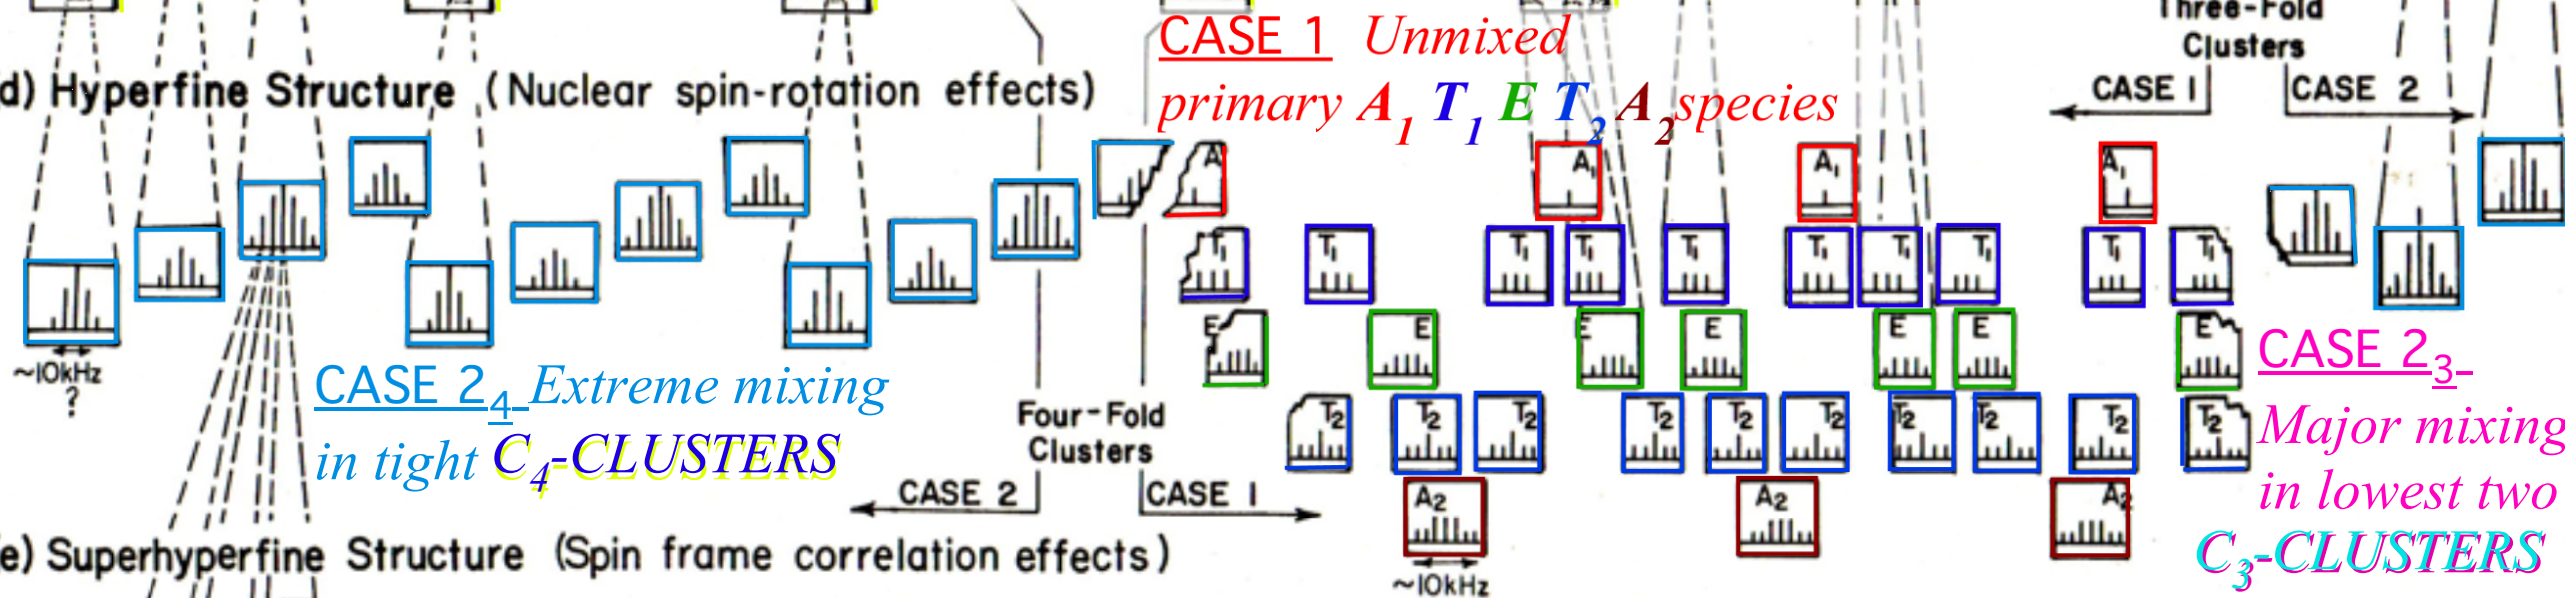 Three-Fold
Clusters
CASE 1 Unmixed
primary A1 T1 E T2 A2 species
CASE 1
CASE 2
d) Hyperfine Structure (Nuclear spin-rotation effects)
A
A1
A1
A1
T1
T1
T1
T1
T1
T1
T1
T1
T1
T1
E
E
E
E
E
E
E
~10kHz
?
CASE 24 Extreme mixing
in tight C4-CLUSTERS
CASE 23
Major mixing
in lowest two
C3-CLUSTERS
T2
T2
T2
T2
T2
T2
T2
T2
T2
T2
Four-Fold
Clusters
CASE 2
CASE 1
A2
A2
A2
e) Superhyperfine Structure (Spin frame correlation effects)
~10kHz